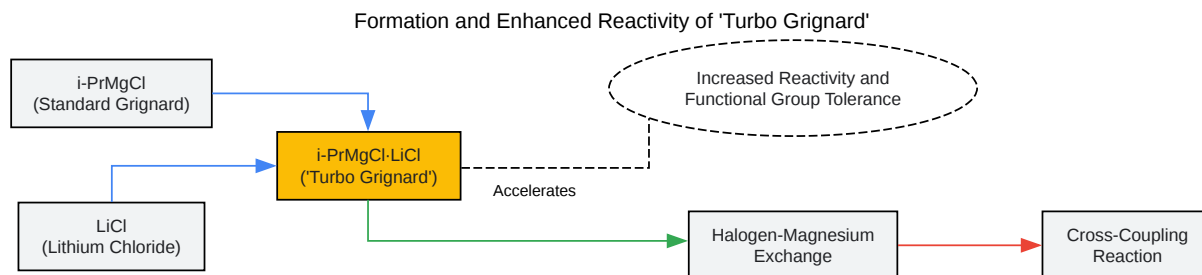 Formation and Enhanced Reactivity of 'Turbo Grignard'
i-PrMgCl
(Standard Grignard)
Increased Reactivity and
Functional Group Tolerance
i-PrMgCl·LiCl
('Turbo Grignard')
Accelerates
LiCl
(Lithium Chloride)
Halogen-Magnesium
Exchange
Cross-Coupling
Reaction